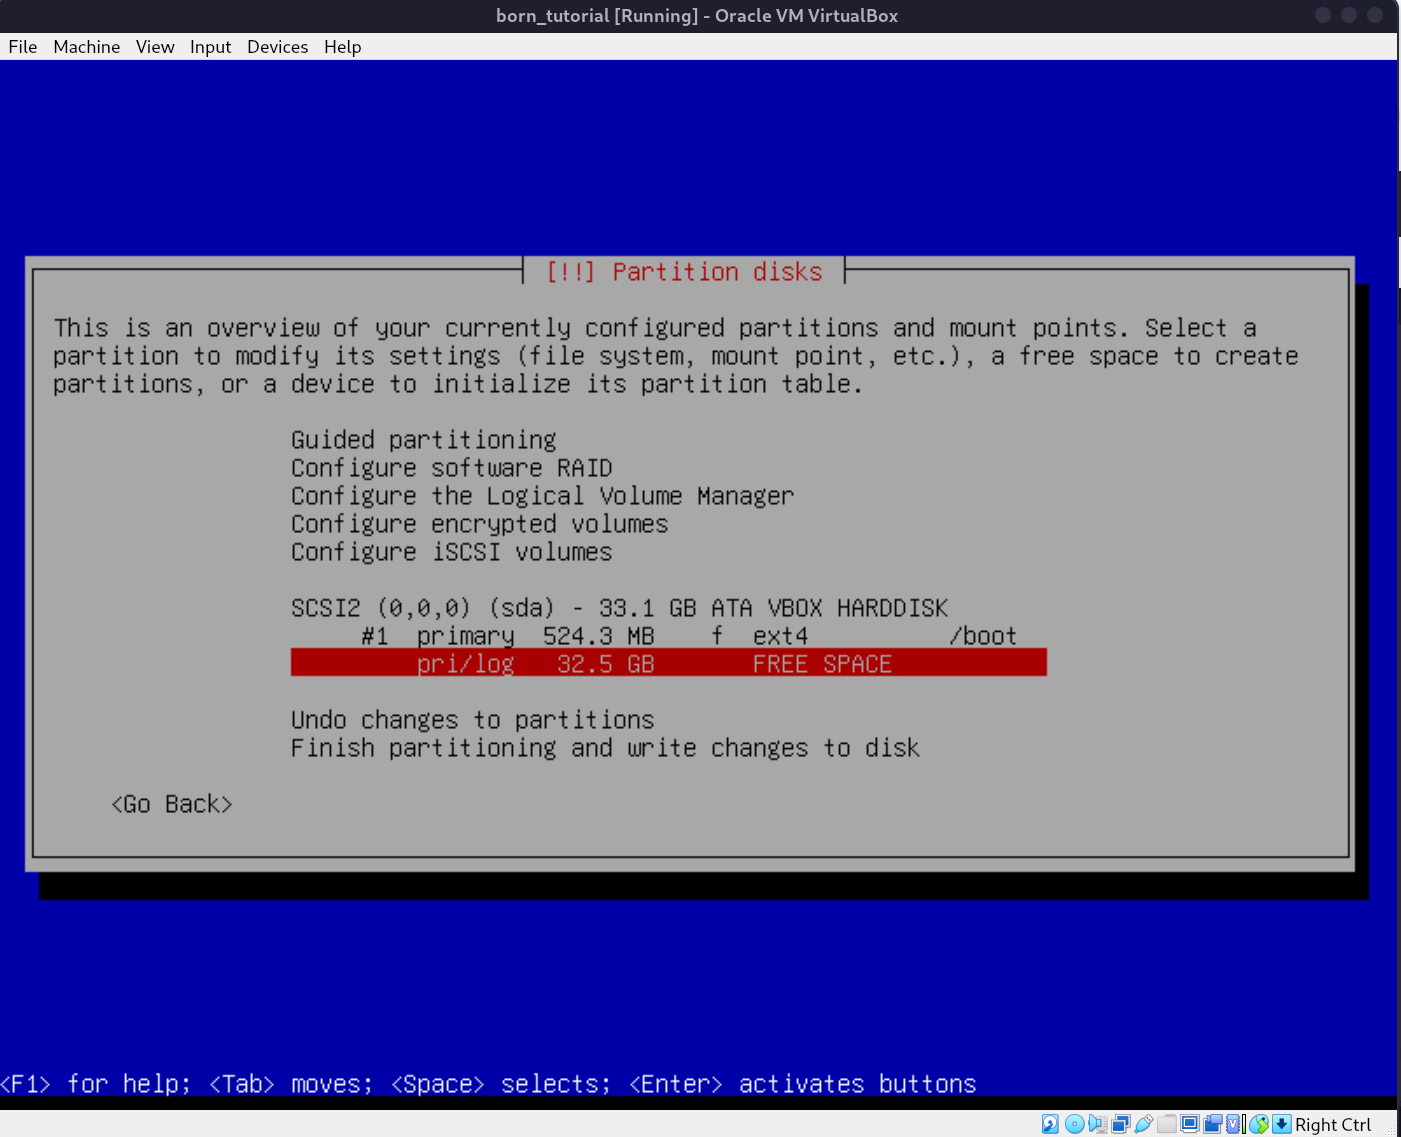 born_tutorial [Running] - Oracle VM VirtualBox
File Machine View Input Devices Help
[!!] Partition disks
This is an overview of your currently configured partitions and mount points. Select a
partition to modify its settings (file system, mount point, etc.), a free space to create
partitions, or a device to initialize its partition table.
Guided partitioning
Configure software RAID
Configure the Logical Volume Manager
Configure encrypted volumes
Configure iSCSI volumes
SCSI2 (0,0,0) (sda) - 33.1 GB ATA VBOX HARDDISK
#1 primary 524.3 MB f ext4 /boot
pri/log 32.5 GB FREE SPACE
Undo changes to partitions
Finish partitioning and write changes to disk
<Go Back>
<F1> for help; <Tab> moves; <Space> selects; <Enter> activates buttons
Right Ctrl